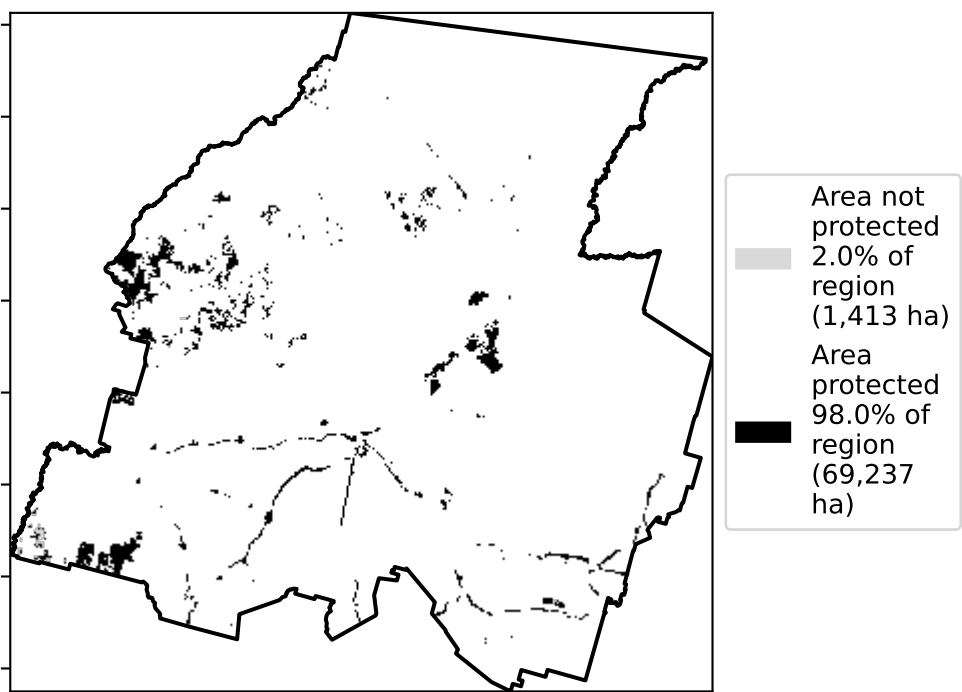 Area not
protected
2.0% of
region
(1,413 ha)
Area
protected
98.0% of
region
(69,237
ha)